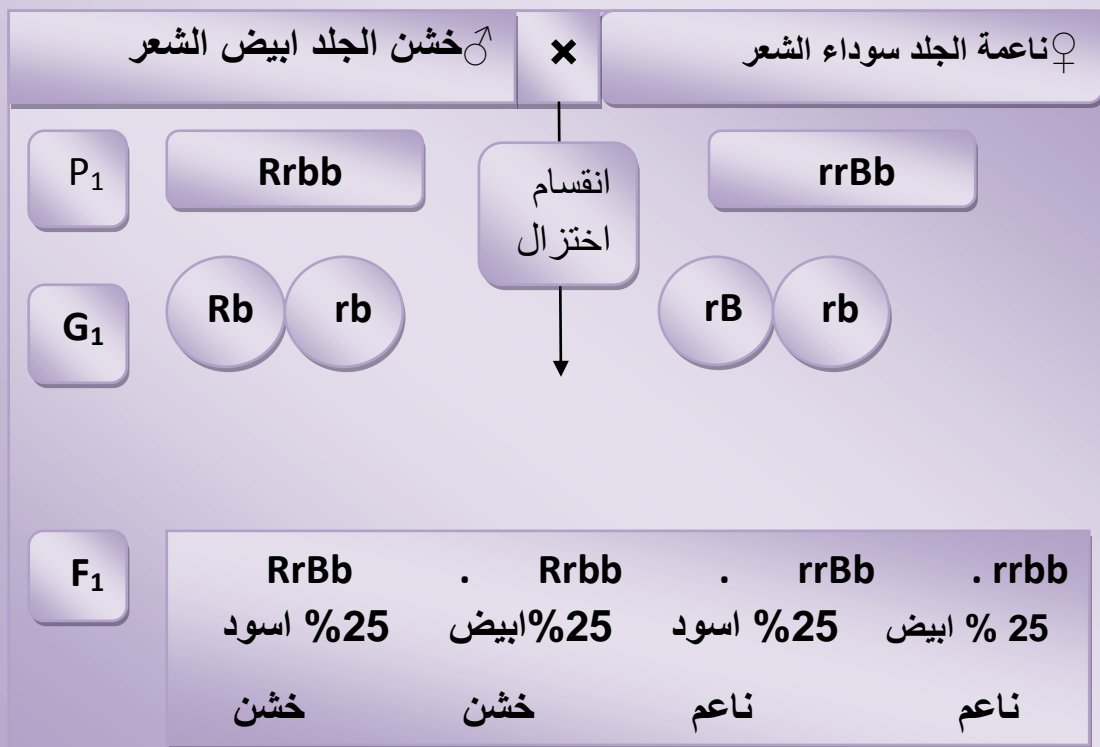 ♀ناعمة الجلد سوداء الشعر × ♂خشن الجلد ابيض الشعر
P₁ Rrbb rrBb
انقسام
اختزال
G₁ Rb rb rB rb
F₁ RrBb . Rrbb . rrBb . rrbb
25% اسود 25%ابيض 25% اسود 25 % ابيض
خشن خشن ناعم ناعم